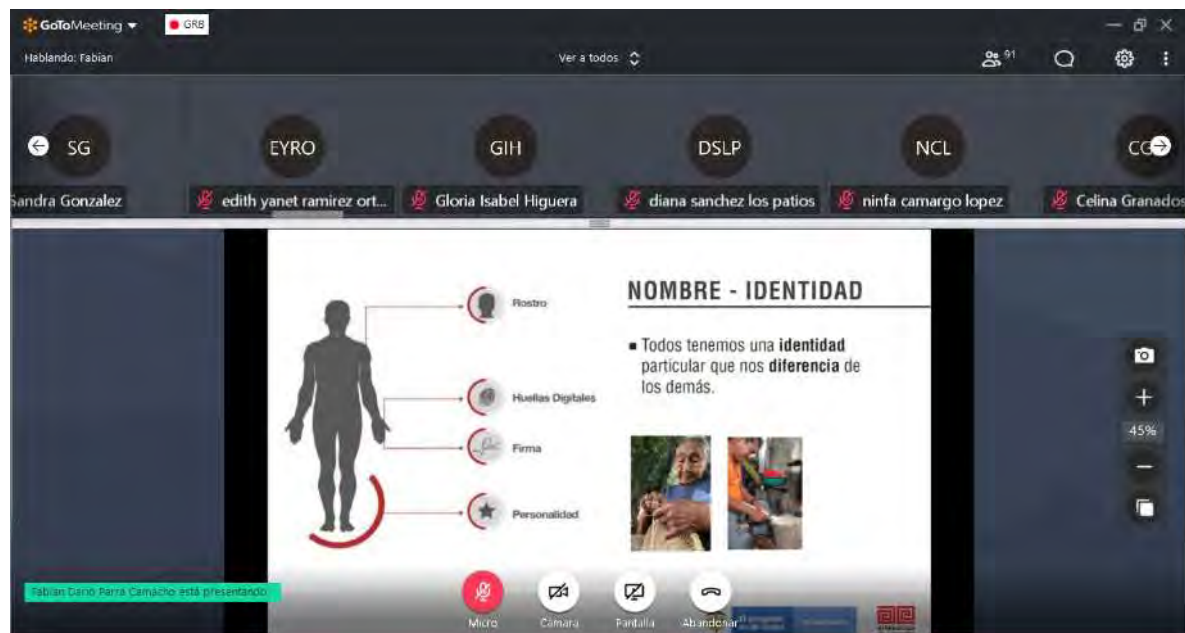 GoToMeeting
GRB
Hablando: Fabian
Ver a todos
91
SG
EYRO
GIH
DSLP
NCL
CG
Sandra Gonzalez
edith yanet ramirez ort...
Gloria Isabel Higuera
diana sanchez los patios
ninfa camargo lopez
Celina Granados
Rostro
Huellas Digitales
Firma
Personalidad
NOMBRE - IDENTIDAD
▪ Todos tenemos una identidad
particular que nos diferencia de
los demás.
45%
Fabian Dario Parra Camacho está presentando
Micro
Cámara
Pantalla
Abandonar